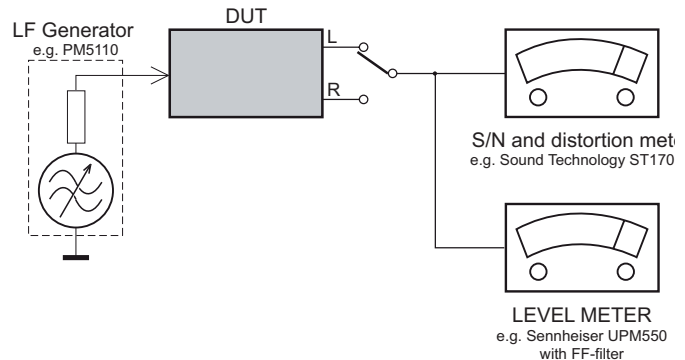 LF Generator
e.g. PM5110
DUT
L
R
S/N and distortion mete
e.g. Sound Technology ST170
LEVEL METER
e.g. Sennheiser UPM550
with FF-filter